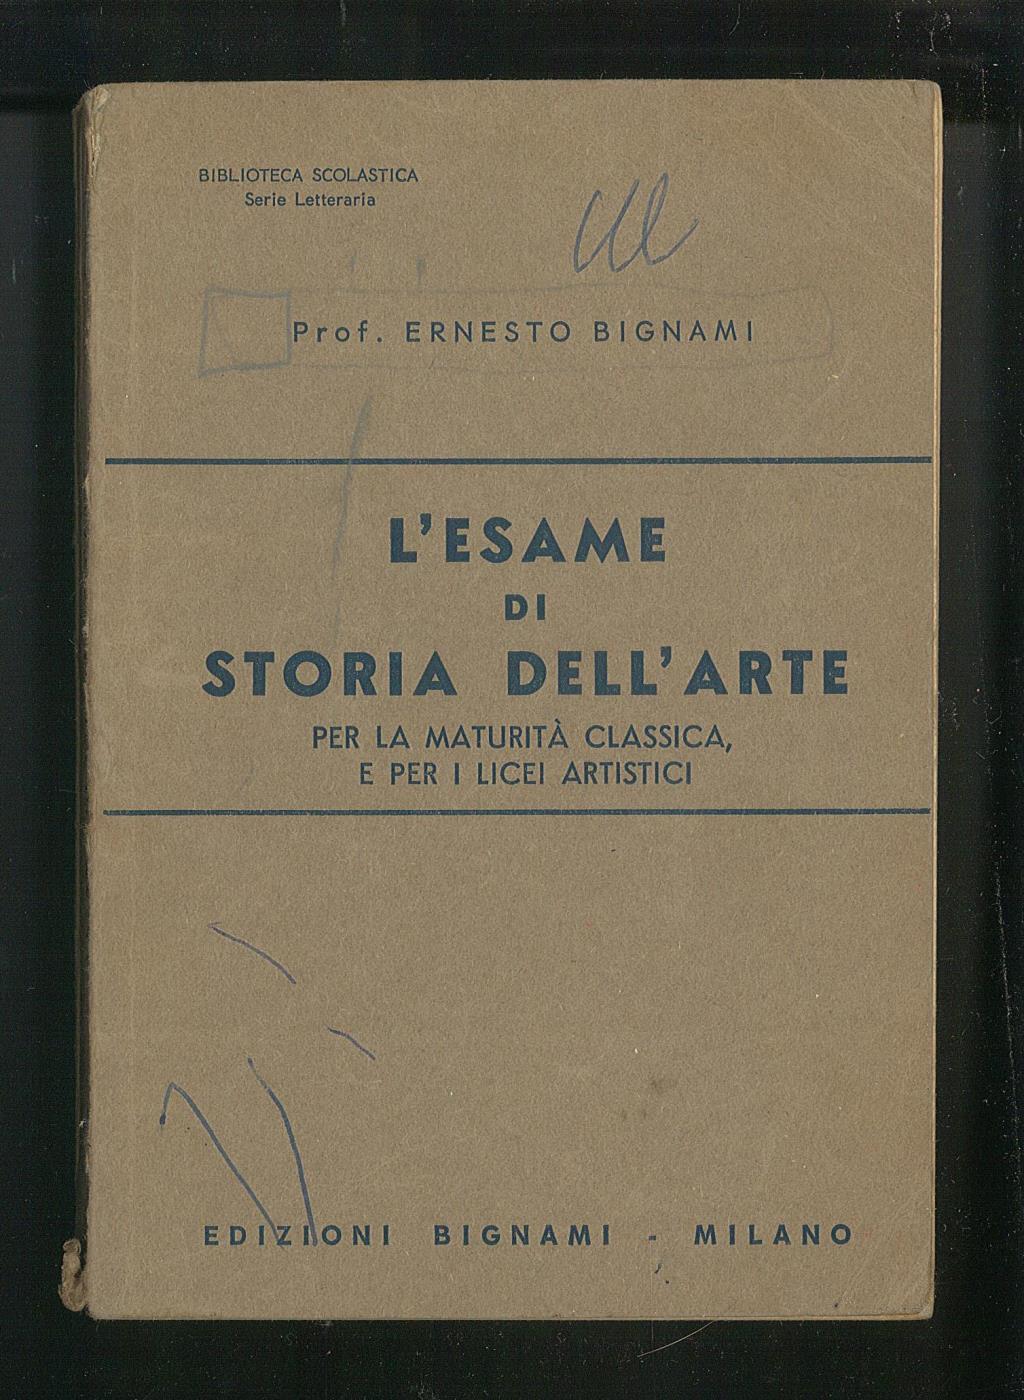 BIBLIOTECA SCOLASTICA
Serie Letteraria
Prof. ERNESTO BIGNAMI
L'ESAME
DI
STORIA DELL'ARTE
PER LA MATURITÀ CLASSICA,
E PER I LICEI ARTISTICI
EDIZIONI BIGNAMI - MILANO